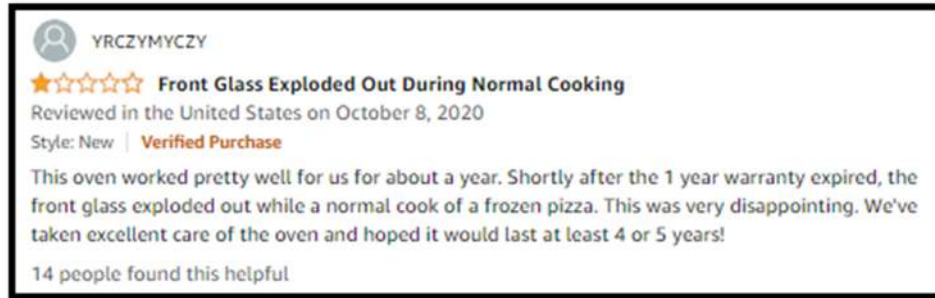 YRCZYMYCZY
Front Glass Exploded Out During Normal Cooking
Reviewed in the United States on October 8, 2020
Style: New | Verified Purchase
This oven worked pretty well for us for about a year. Shortly after the 1 year warranty expired, the
front glass exploded out while a normal cook of a frozen pizza. This was very disappointing. We've
taken excellent care of the oven and hoped it would last at least 4 or 5 years!
14 people found this helpful